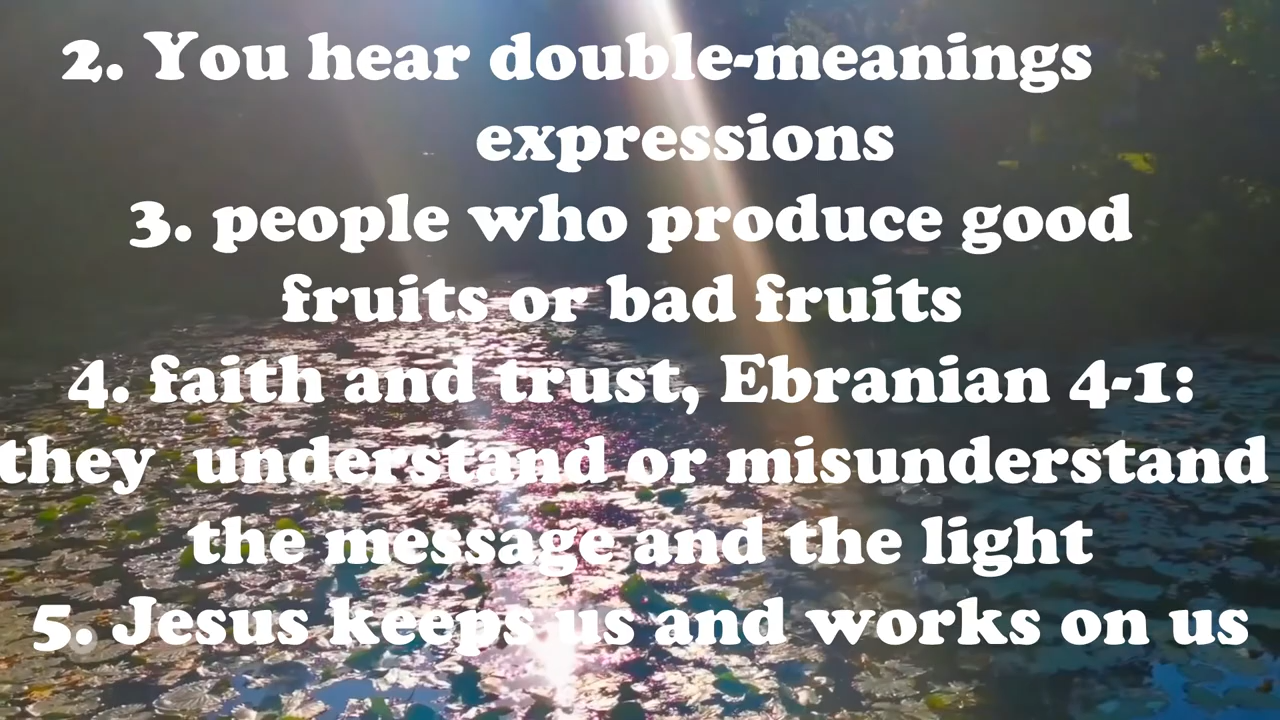 2. You hear double-meanings
expressions
3. people who produce good
fruits or bad fruits
4. faith and trust, Ebranian 4-1:
they understand or misunderstand
the message and the light
5. Jesus keeps us and works on us